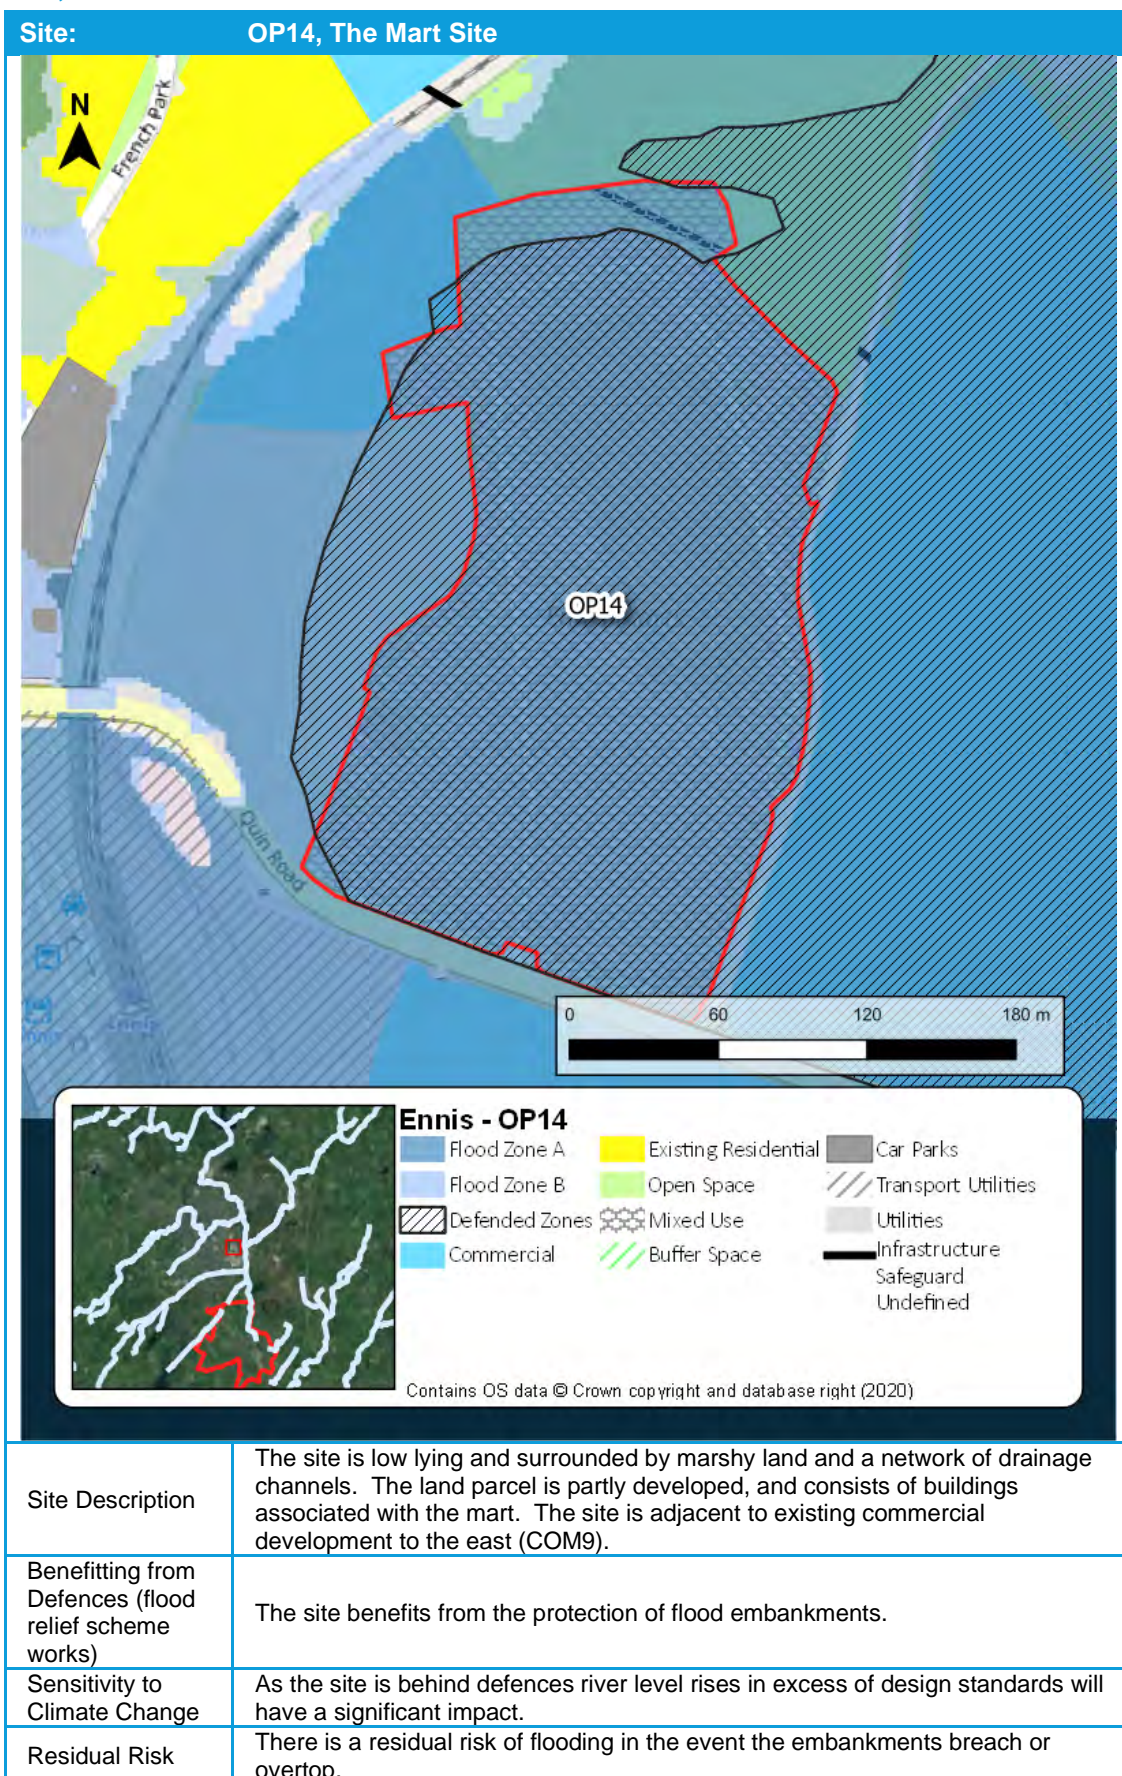 Site: OP14, The Mart Site
N
French Park
OP14
Quin Road
Ennis
0 60 120 180 m
Ennis - OP14
Flood Zone A
Flood Zone B
Defended Zones
Commercial
Existing Residential
Open Space
Mixed Use
Buffer Space
Car Parks
Transport Utilities
Utilities
Infrastructure
Safeguard
Undefined
Contains OS data © Crown copyright and database right (2020)
Site Description
The site is low lying and surrounded by marshy land and a network of drainage
channels. The land parcel is partly developed, and consists of buildings
associated with the mart. The site is adjacent to existing commercial
development to the east (COM9).
Benefitting from
Defences (flood
relief scheme
works)
The site benefits from the protection of flood embankments.
Sensitivity to
Climate Change
As the site is behind defences river level rises in excess of design standards will
have a significant impact.
Residual Risk
There is a residual risk of flooding in the event the embankments breach or
overtop.